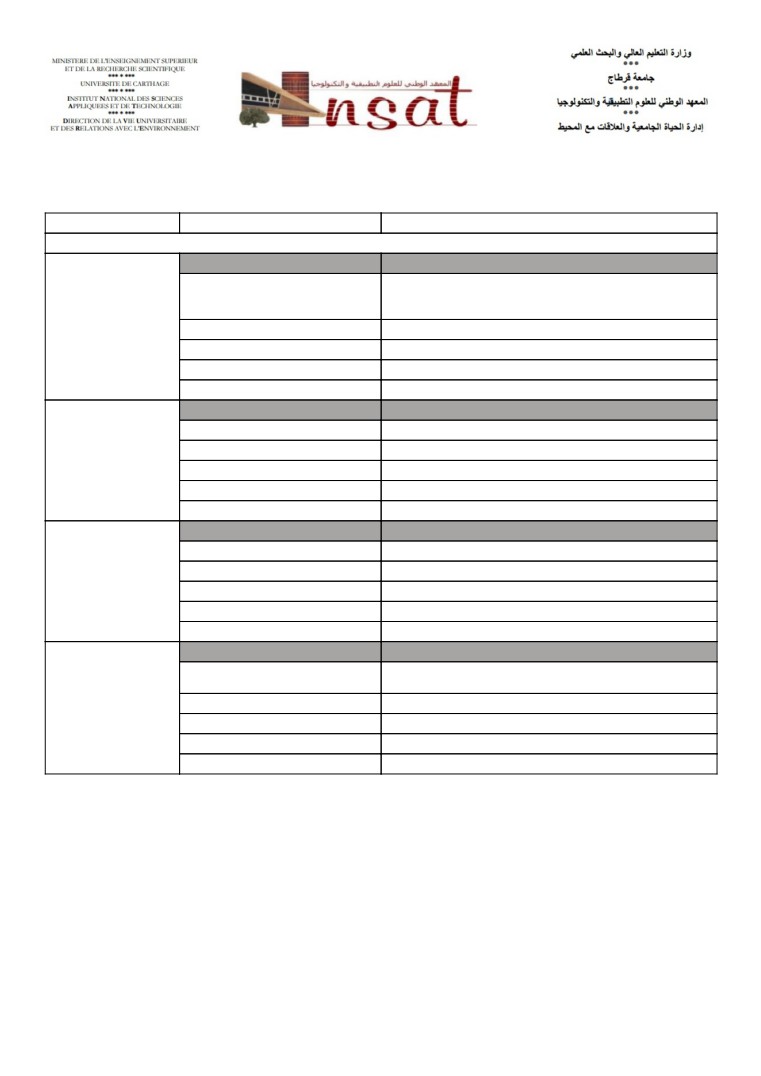 MINISTERE DE L'ENSEIGNEMENT SUPERIEUR
ET DE LA RECHERCHE SCIENTIFIQUE
*** * ***
UNIVERSITE DE CARTHAGE
*** * ***
INSTITUT NATIONAL DES SCIENCES
APPLIQUEES ET DE TECHNOLOGIE
*** * ***
DIRECTION DE LA VIE UNIVERSITAIRE
ET DES RELATIONS AVEC L'ENVIRONNEMENT
المعهد الوطني للعلوم التطبيقية والتكنولوجيا
Insat
وزارة التعليم العالي والبحث العلمي
***
جامعة قرطاج
***
المعهد الوطني للعلوم التطبيقية والتكنولوجيا
***
إدارة الحياة الجامعية والعلاقات مع المحيط